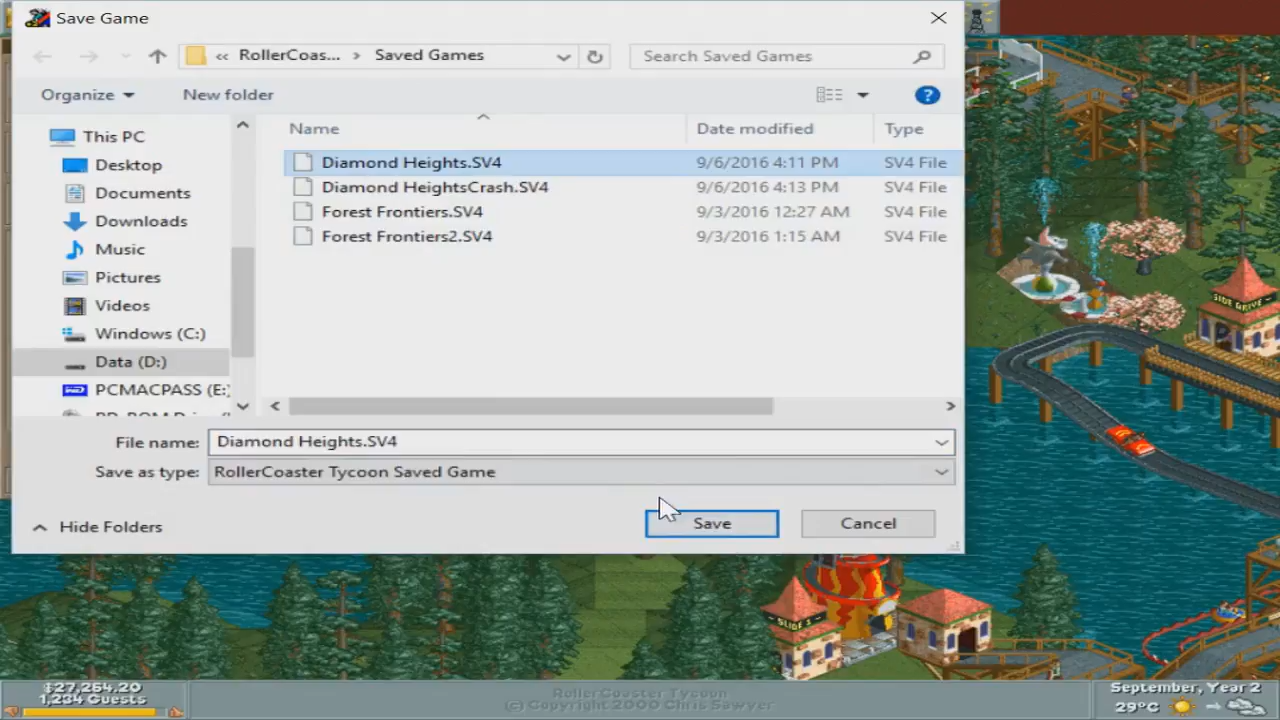 Save Game
« RollerCoas... › Saved Games
Search Saved Games
Organize
New folder
Name
Date modified
Type
This PC
Desktop
Documents
Downloads
Music
Pictures
Videos
Windows (C:)
Data (D:)
PCMACPASS (E:)
Diamond Heights.SV4 9/6/2016 4:11 PM SV4 File
Diamond HeightsCrash.SV4 9/6/2016 4:13 PM SV4 File
Forest Frontiers.SV4 9/3/2016 12:27 AM SV4 File
Forest Frontiers2.SV4 9/3/2016 1:15 AM SV4 File
File name: Diamond Heights.SV4
Save as type: RollerCoaster Tycoon Saved Game
Hide Folders
Save
Cancel
SIDE DRIVE
SLIDE 1
$27,254.20
1,234 Guests
RollerCoaster Tycoon
© Copyright 2000 Chris Sawyer
September, Year 2
29°C